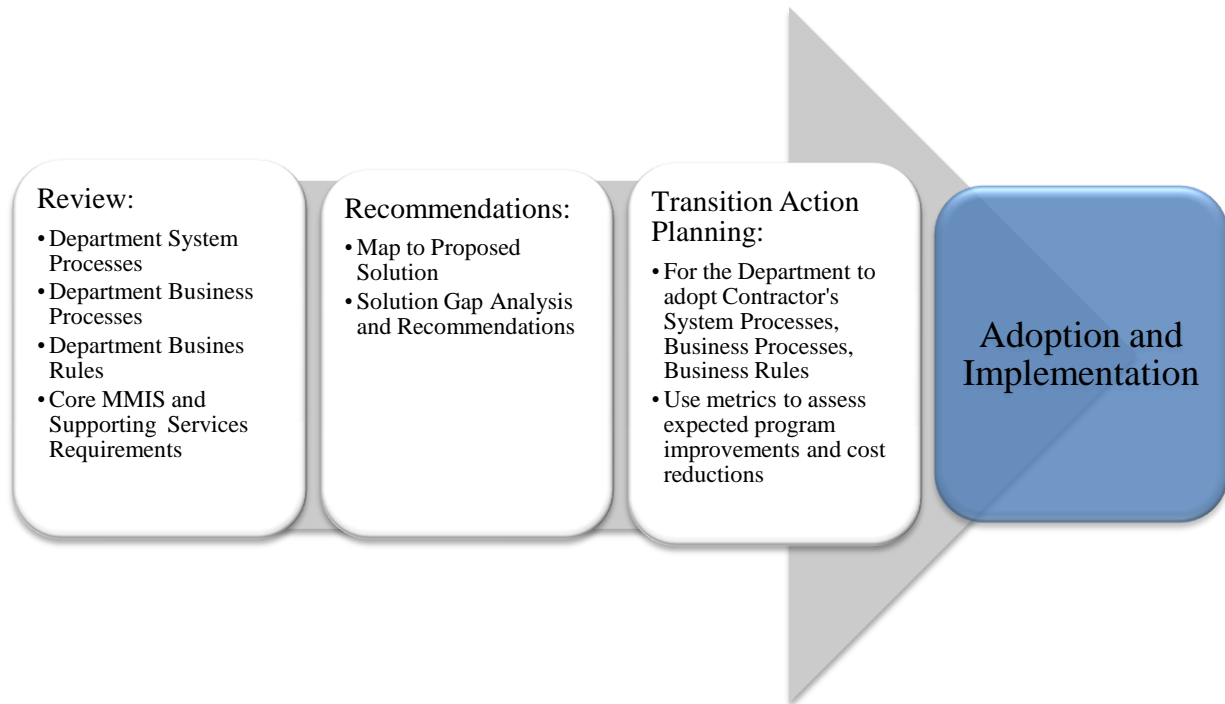 Review:
•Department System
Processes
•Department Business
Processes
•Department Busines
Rules
•Core MMIS and
Supporting Services
Requirements
Recommendations:
•Map to Proposed
Solution
•Solution Gap Analysis
and Recommendations
Transition Action
Planning:
•For the Department to
adopt Contractor's
System Processes,
Business Processes,
Business Rules
•Use metrics to assess
expected program
improvements and cost
reductions
Adoption and
Implementation